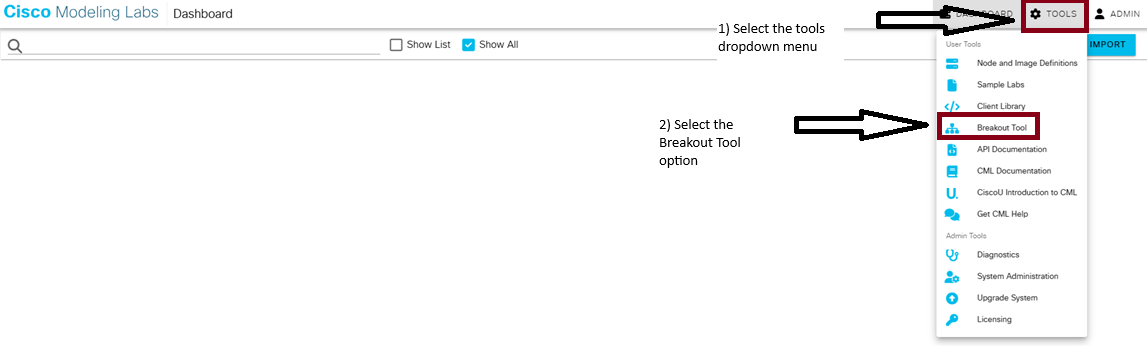 Cisco Modeling Labs Dashboard
DASHBOARD TOOLS ADMIN
1) Select the tools
dropdown menu
Show List Show All
IMPORT
User Tools
Node and Image Definitions
Sample Labs
Client Library
2) Select the
Breakout Tool
option
Breakout Tool
API Documentation
CML Documentation
U. CiscoU Introduction to CML
Get CML Help
Admin Tools
Diagnostics
System Administration
Upgrade System
Licensing